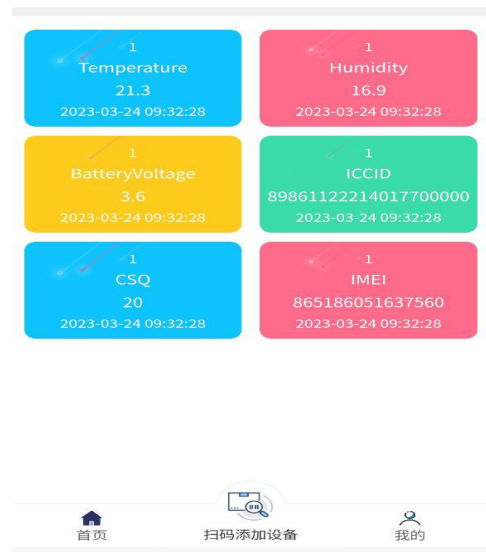 1
Temperature
21.3
2023-03-24 09:32:28
1
Humidity
16.9
2023-03-24 09:32:28
1
BatteryVoltage
3.6
2023-03-24 09:32:28
1
ICCID
89861122214017700000
2023-03-24 09:32:28
1
CSQ
20
2023-03-24 09:32:28
1
IMEI
865186051637560
2023-03-24 09:32:28
首页
扫码添加设备
我的